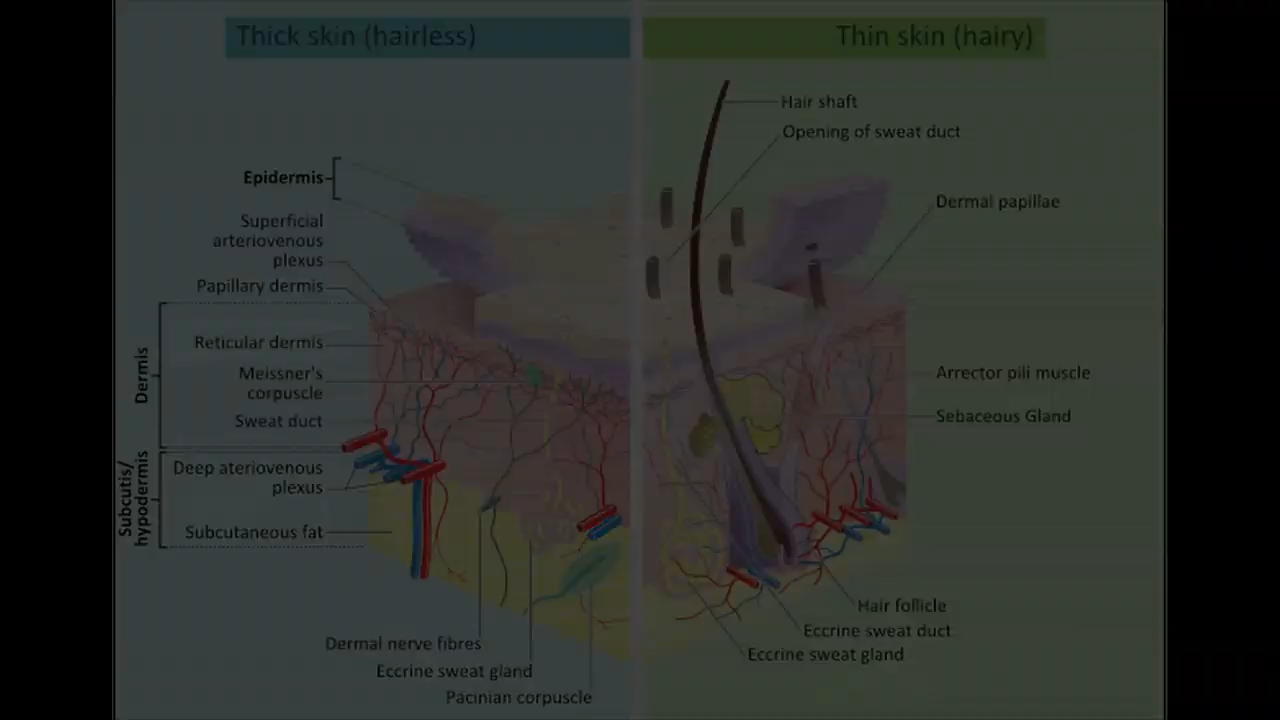 Thick skin (hairless)
Thin skin (hairy)
Hair shaft
Opening of sweat duct
Epidermis
Dermal papillae
Superficial
arteriovenous
plexus
Papillary dermis
Reticular dermis
Dermis
Meissner's
corpuscle
Arrector pili muscle
Sweat duct
Sebaceous Gland
Deep ateriovenous
plexus
Subcutis/
hypodermis
Subcutaneous fat
Hair follicle
Eccrine sweat duct
Dermal nerve fibres
Eccrine sweat gland
Eccrine sweat gland
Pacinian corpuscle